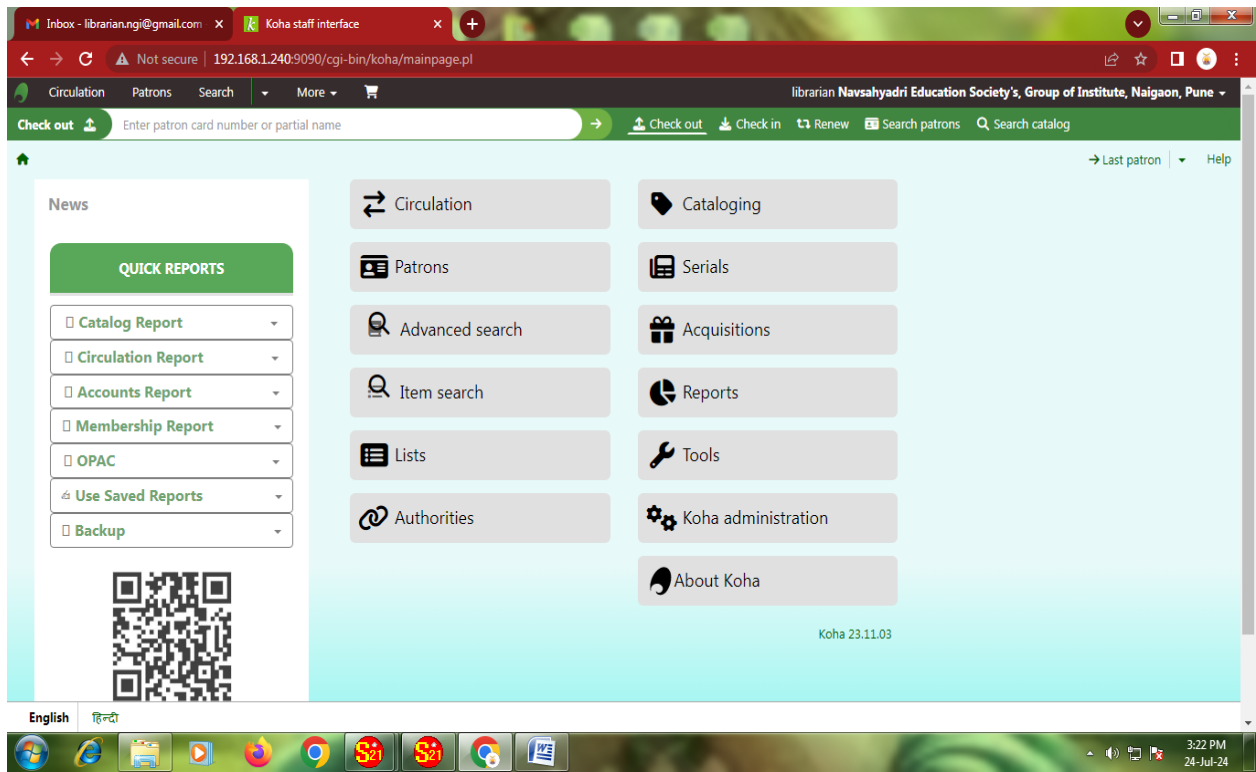 Inbox - librarian.ngi@gmail.com
Koha staff interface
Not secure 192.168.1.240:9090/cgi-bin/koha/mainpage.pl
Circulation Patrons Search More librarian Navsahyadri Education Society's, Group of Institute, Naigaon, Pune
Check out Enter patron card number or partial name Check out Check in Renew Search patrons Search catalog
Last patron Help
News
QUICK REPORTS
Catalog Report
Circulation Report
Accounts Report
Membership Report
OPAC
Use Saved Reports
Backup
Circulation
Patrons
Advanced search
Item search
Lists
Authorities
Cataloging
Serials
Acquisitions
Reports
Tools
Koha administration
About Koha
Koha 23.11.03
English हिन्दी
S21 S21 3:22 PM
24-Jul-24